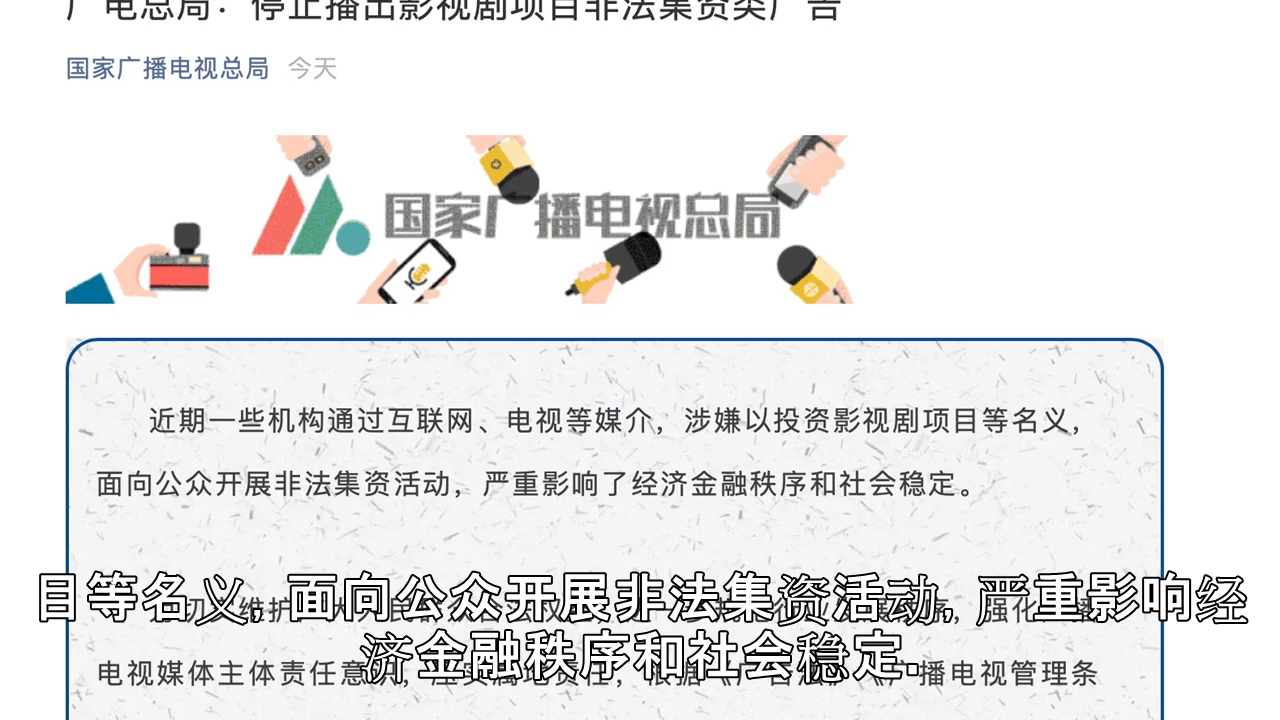 广电总局：停止播出影视剧项目非法集资类广告
国家广播电视总局 今天
国家广播电视总局
近期一些机构通过互联网、电视等媒介，涉嫌以投资影视剧项目等名义，
面向公众开展非法集资活动，严重影响了经济金融秩序和社会稳定。
目等名义, 面向公众开展非法集资活动, 严重影响经
济金融秩序和社会稳定.
切 维护 民 强化
电视媒体主体责任意 播电视管理条